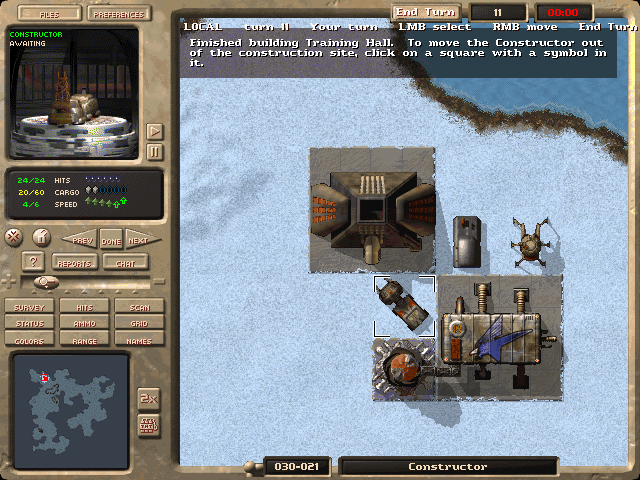 FILES PREFERENCES End Turn 11 00:00
LOCAL turn 11 Your turn LMB select RMB move End Turn
CONSTRUCTOR
AWAITING
Finished building Training Hall. To move the Constructor out
of the construction site, click on a square with a symbol in
it.
24/24 HITS
20/60 CARGO
4/6 SPEED
PREV DONE NEXT
? REPORTS CHAT
SURVEY HITS SCAN
STATUS AMMO GRID
COLORS RANGE NAMES
2x
030-021 Constructor